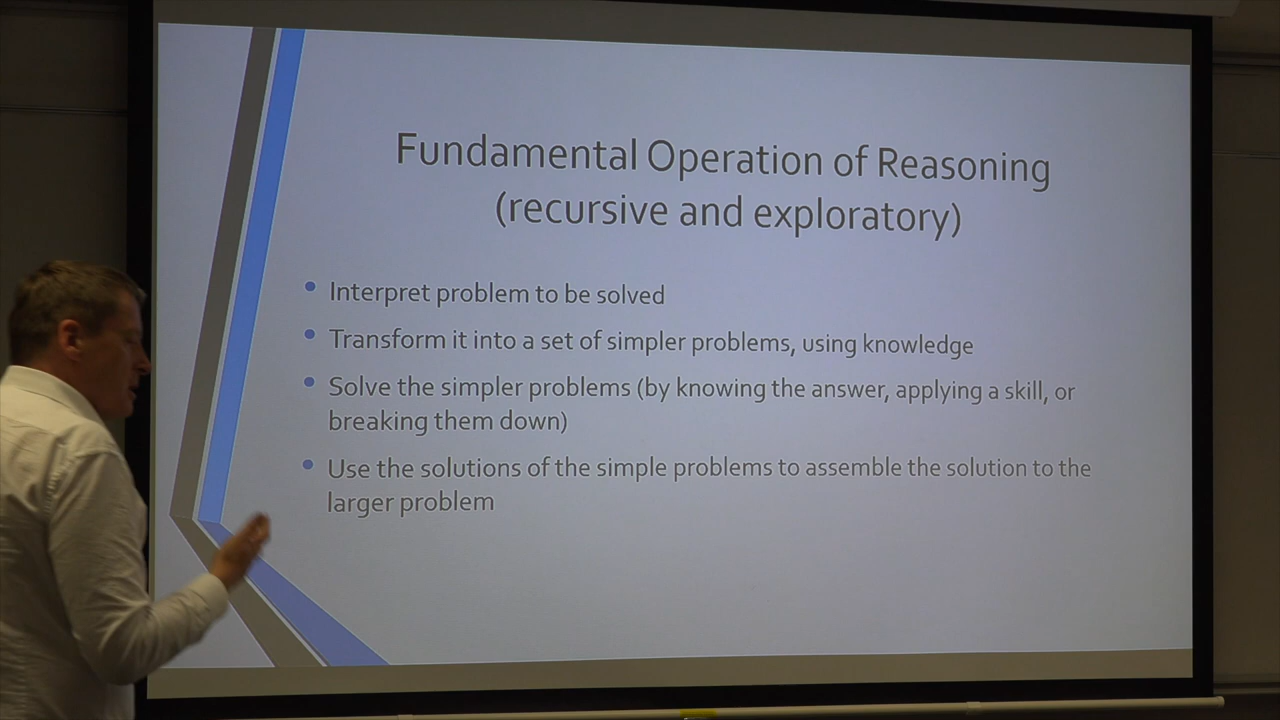 Fundamental Operation of Reasoning
(recursive and exploratory)
• Interpret problem to be solved
• Transform it into a set of simpler problems, using knowledge
• Solve the simpler problems (by knowing the answer, applying a skill, or
breaking them down)
• Use the solutions of the simple problems to assemble the solution to the
larger problem